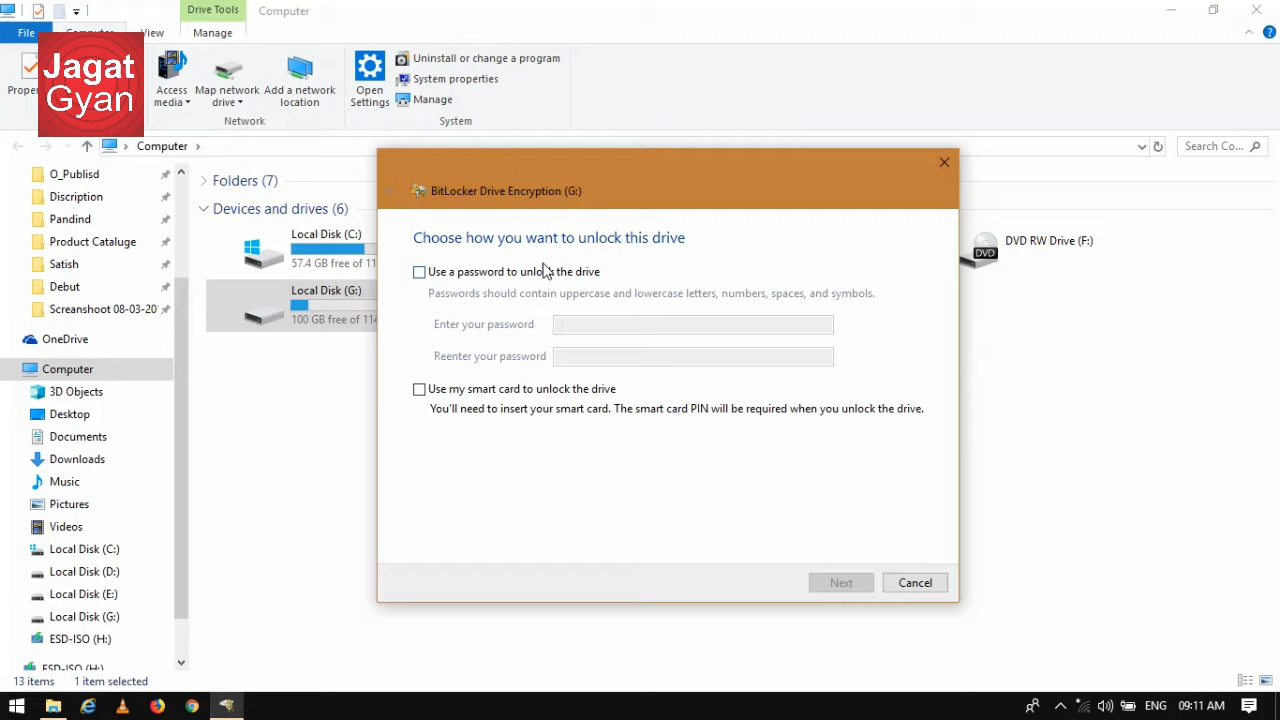 Drive Tools
Computer
File
View
Manage
Jagat
Gyan
Access
media
Map network
drive
Add a network
location
Network
Open
Settings
Uninstall or change a program
System properties
Manage
System
Computer
Search Co...
O_Publisd
Discription
Pandind
Product Cataluge
Satish
Debut
Screanshoot 08-03-20
OneDrive
Computer
3D Objects
Desktop
Documents
Downloads
Music
Pictures
Videos
Local Disk (C:)
Local Disk (D:)
Local Disk (E:)
Local Disk (G:)
ESD-ISO (H:)
ESD-ISO (H:)
Folders (7)
Devices and drives (6)
Local Disk (C:)
57.4 GB free of 11
Local Disk (G:)
100 GB free of 114
DVD RW Drive (F:)
DVD
BitLocker Drive Encryption (G:)
Choose how you want to unlock this drive
Use a password to unlock the drive
Passwords should contain uppercase and lowercase letters, numbers, spaces, and symbols.
Enter your password
Reenter your password
Use my smart card to unlock the drive
You'll need to insert your smart card. The smart card PIN will be required when you unlock the drive.
Next
Cancel
13 items
1 item selected
ENG
09:11 AM